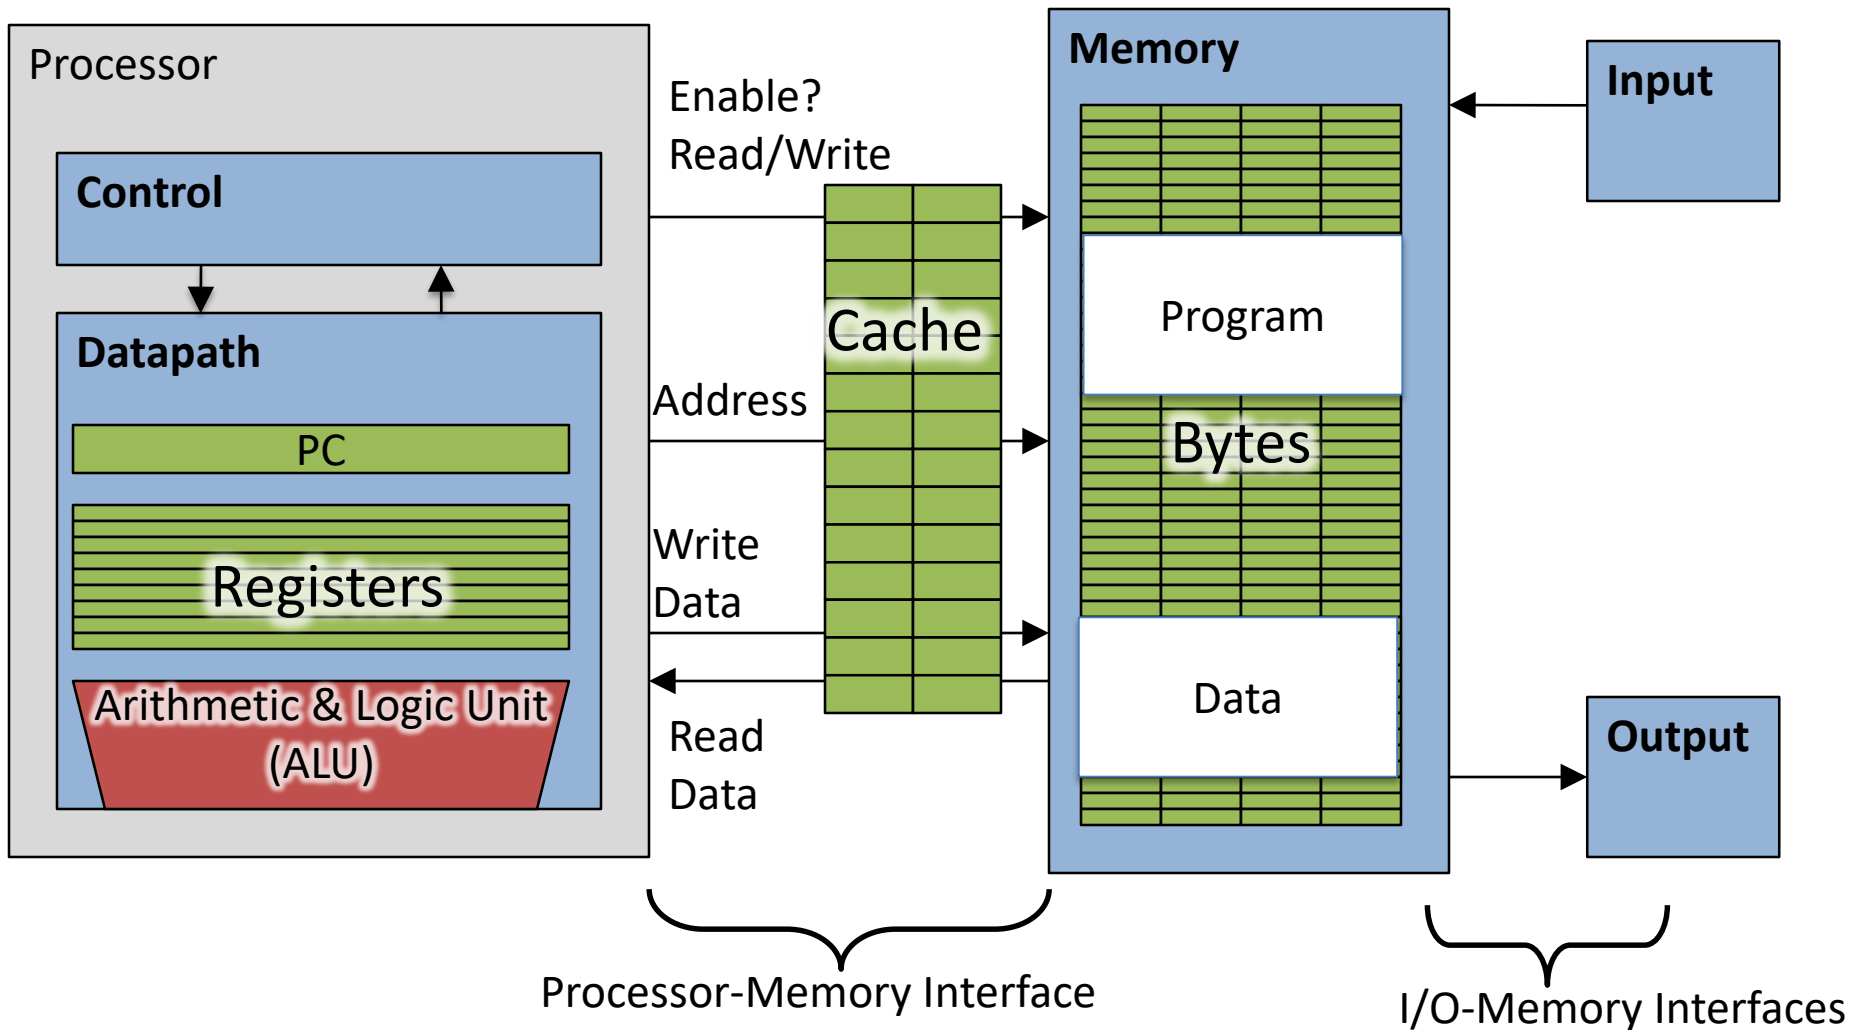 Processor
Control
Datapath
PC
Registers
Arithmetic & Logic Unit
(ALU)
Enable?
Read/Write
Cache
Address
Write
Data
Read
Data
Memory
Program
Bytes
Data
Input
Output
Processor-Memory Interface
I/O-Memory Interfaces